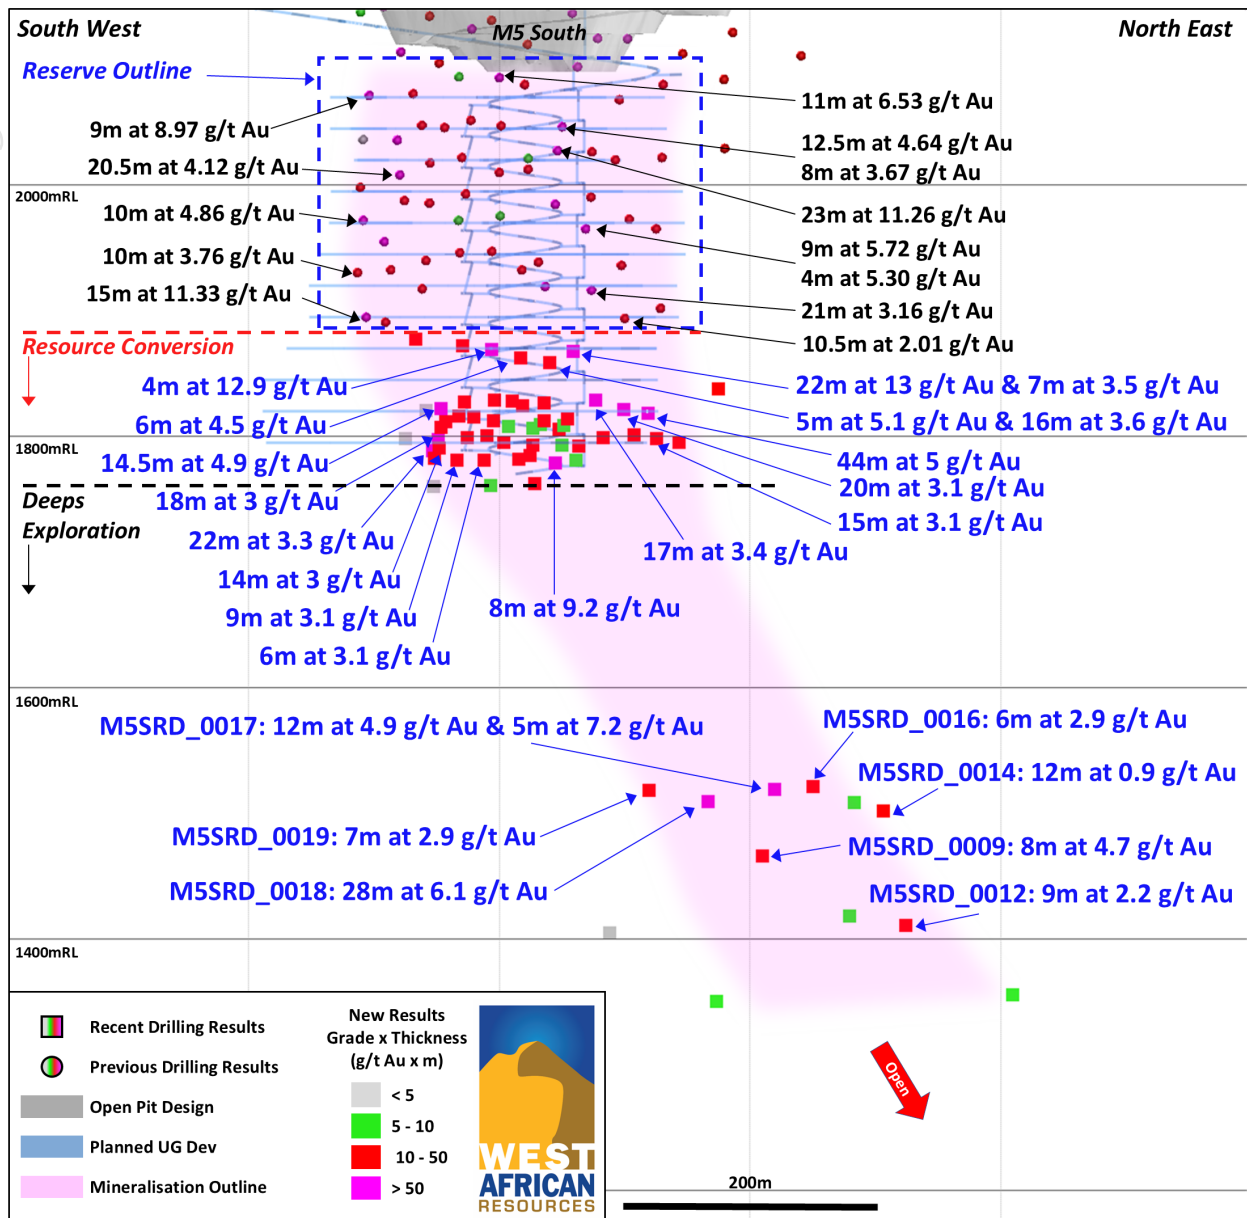 South West
M5 South
North East
Reserve Outline
11m at 6.53 g/t Au
9m at 8.97 g/t Au
12.5m at 4.64 g/t Au
20.5m at 4.12 g/t Au
8m at 3.67 g/t Au
2000mRL
10m at 4.86 g/t Au
23m at 11.26 g/t Au
10m at 3.76 g/t Au
9m at 5.72 g/t Au
4m at 5.30 g/t Au
15m at 11.33 g/t Au
21m at 3.16 g/t Au
Resource Conversion
10.5m at 2.01 g/t Au
4m at 12.9 g/t Au
22m at 13 g/t Au & 7m at 3.5 g/t Au
6m at 4.5 g/t Au
5m at 5.1 g/t Au & 16m at 3.6 g/t Au
1800mRL
14.5m at 4.9 g/t Au
44m at 5 g/t Au
20m at 3.1 g/t Au
Deeps
Exploration
18m at 3 g/t Au
15m at 3.1 g/t Au
22m at 3.3 g/t Au
17m at 3.4 g/t Au
14m at 3 g/t Au
9m at 3.1 g/t Au
8m at 9.2 g/t Au
6m at 3.1 g/t Au
1600mRL
M5SRD_0017: 12m at 4.9 g/t Au & 5m at 7.2 g/t Au
M5SRD_0016: 6m at 2.9 g/t Au
M5SRD_0014: 12m at 0.9 g/t Au
M5SRD_0019: 7m at 2.9 g/t Au
M5SRD_0009: 8m at 4.7 g/t Au
M5SRD_0018: 28m at 6.1 g/t Au
M5SRD_0012: 9m at 2.2 g/t Au
1400mRL
Recent Drilling Results
Previous Drilling Results
Open Pit Design
Planned UG Dev
Mineralisation Outline
New Results
Grade x Thickness
(g/t Au x m)
< 5
5 - 10
10 - 50
> 50
WEST
AFRICAN
RESOURCES
Open
200m